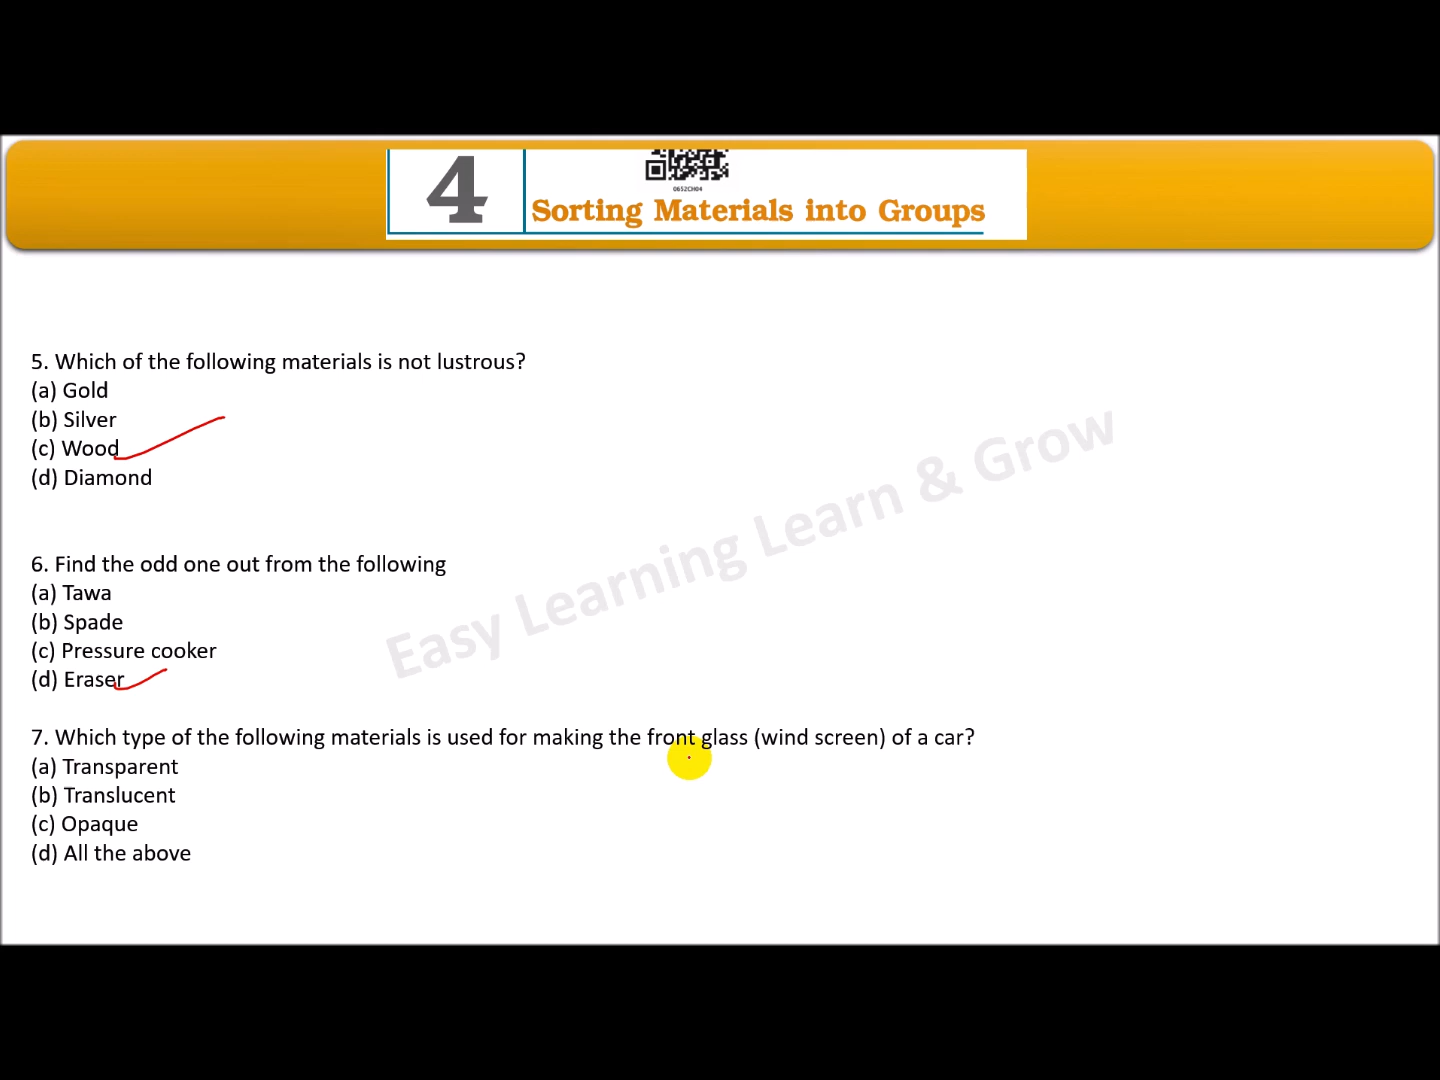 4
0652CH04
Sorting Materials into Groups
5. Which of the following materials is not lustrous?
(a) Gold
(b) Silver
(c) Wood
(d) Diamond
6. Find the odd one out from the following
(a) Tawa
(b) Spade
(c) Pressure cooker
(d) Eraser
7. Which type of the following materials is used for making the front glass (wind screen) of a car?
(a) Transparent
(b) Translucent
(c) Opaque
(d) All the above
Easy Learning Learn & Grow